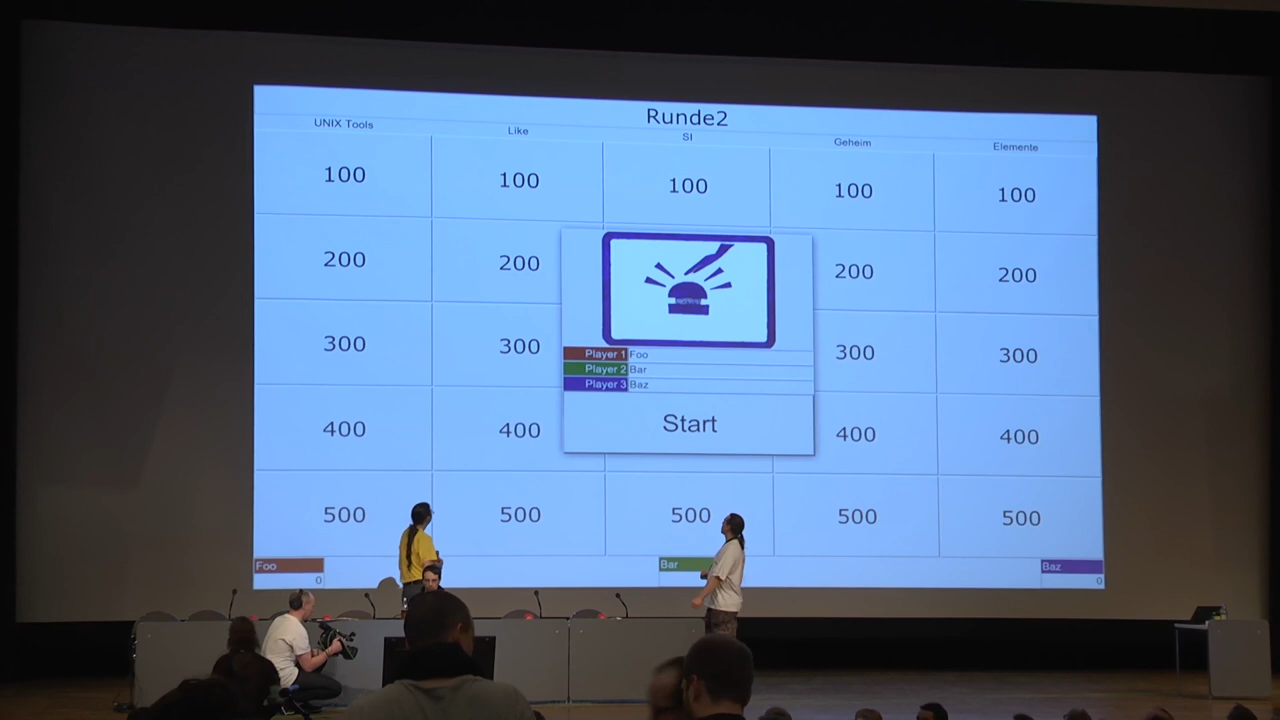 Runde2
UNIX Tools Like SI Geheim Elemente
100 100 100 100 100
200 200 200 200
300 300 300 300
400 400 400 400
500 500 500 500 500
Player 1 Foo
Player 2 Bar
Player 3 Baz
Start
Foo Bar Baz
0 0